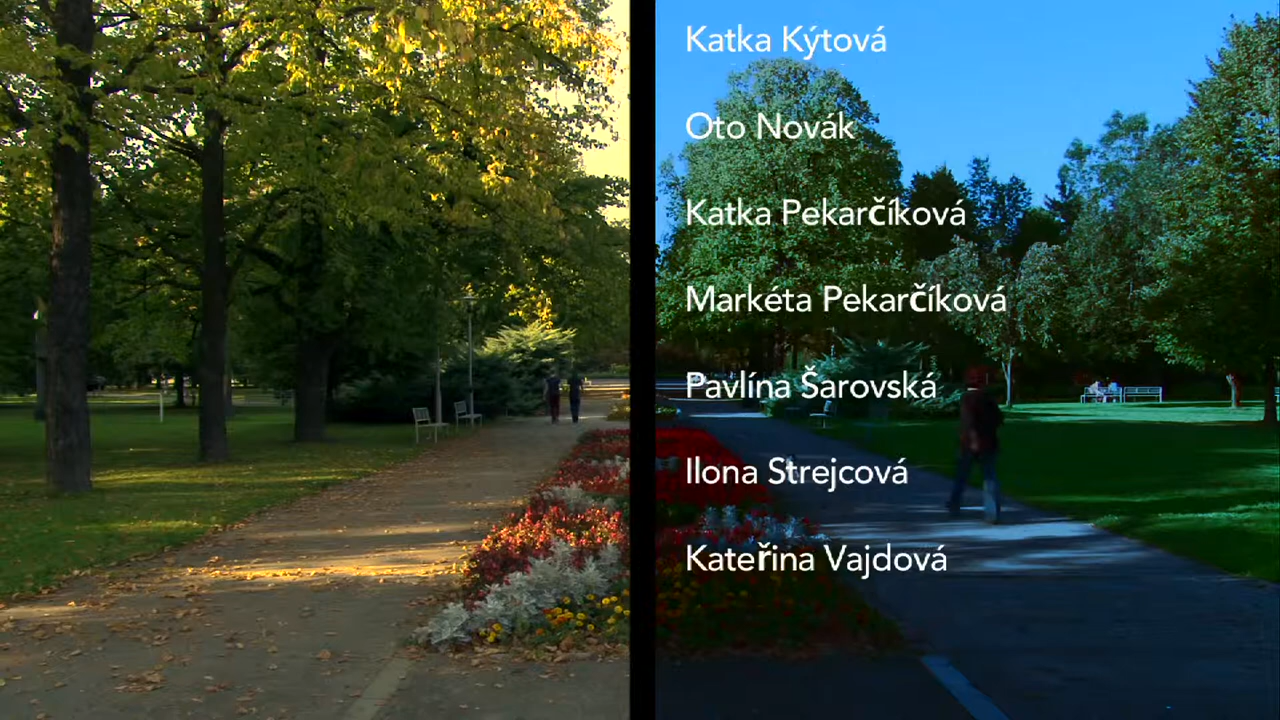 Katka Kýtová
Oto Novák
Katka Pekarčíková
Markéta Pekarčíková
Pavlína Šarovská
Ilona Strejcová
Kateřina Vajdová